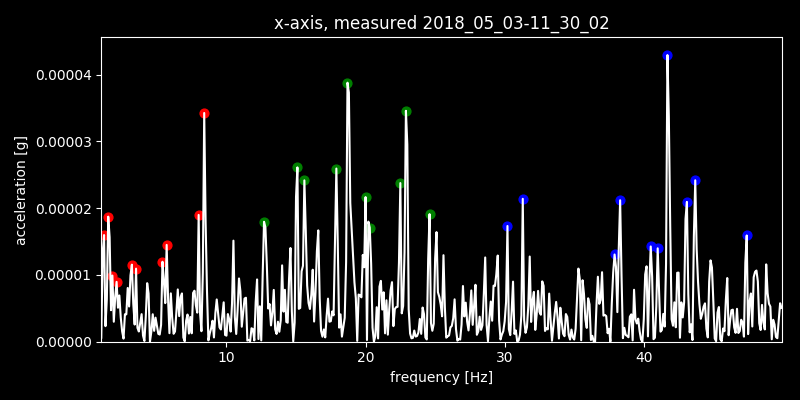 x-axis, measured 2018_05_03-11_30_02
0.00004
0.00003
0.00002
0.00001
0.00000
acceleration [g]
10 20 30 40
frequency [Hz]